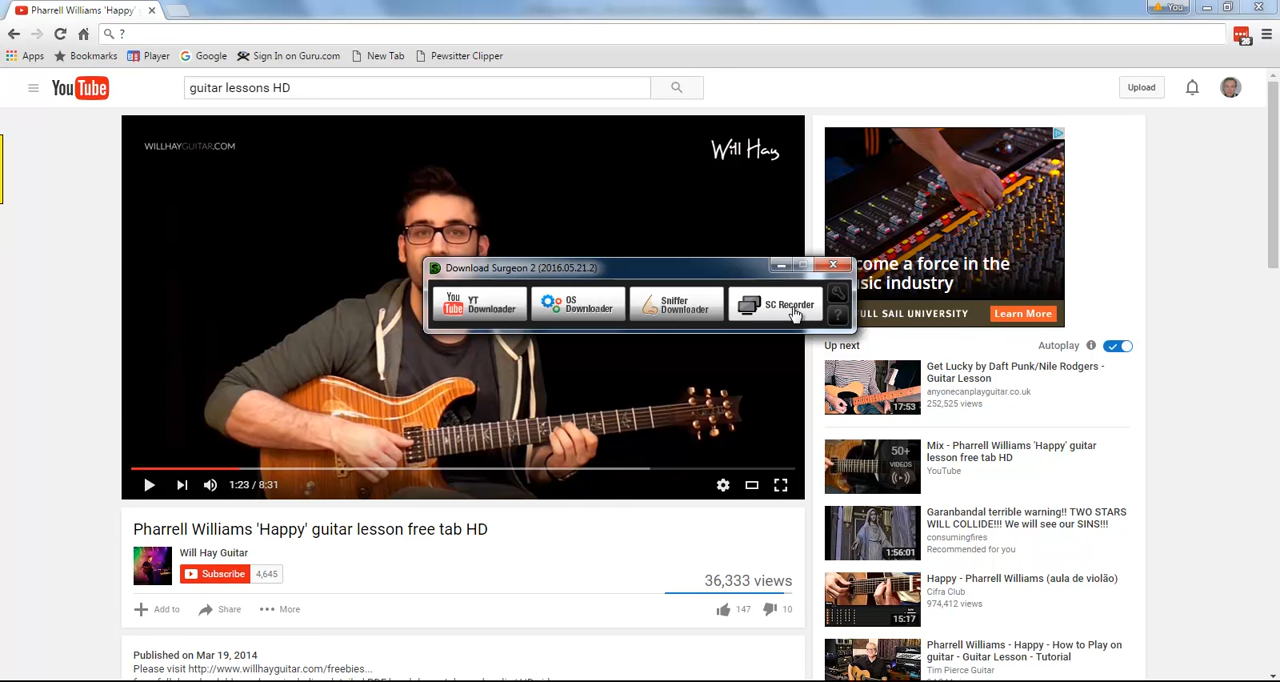 Pharrell Williams 'Happy'
You
?
Apps
Bookmarks
Player
Google
Sign In on Guru.com
New Tab
Pewsitter Clipper
YouTube
guitar lessons HD
Upload
WILLHAYGUITAR.COM
Will Hay
Download Surgeon 2 (2016.05.21.2)
YouTube
YT
Downloader
OS
Downloader
Sniffer
Downloader
SC Recorder
?
come a force in the
sic industry
ULL SAIL UNIVERSITY
Learn More
1:23 / 8:31
Up next
Autoplay
Get Lucky by Daft Punk/Nile Rodgers -
Guitar Lesson
anyonecanplayguitar.co.uk
252,525 views
17:53
Mix - Pharrell Williams 'Happy' guitar
lesson free tab HD
YouTube
50+
VIDEOS
Garanbandal terrible warning!! TWO STARS
WILL COLLIDE!!! We will see our SINS!!!
consumingfires
Recommended for you
1:56:01
Happy - Pharrell Williams (aula de violão)
Cifra Club
974,412 views
15:17
Pharrell Williams - Happy - How to Play on
guitar - Guitar Lesson - Tutorial
Tim Pierce Guitar
Pharrell Williams 'Happy' guitar lesson free tab HD
Will Hay Guitar
Subscribe
4,645
36,333 views
Add to
Share
More
147
10
Published on Mar 19, 2014
Please visit http://www.willhayguitar.com/freebies...